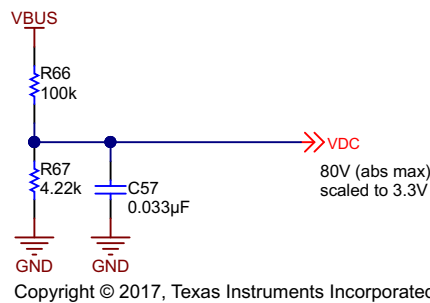 VBUS
R66
100k
VDC
R67
4.22k
C57
0.033µF
80V (abs max)
scaled to 3.3V
GND
GND
Copyright © 2017, Texas Instruments Incorporated